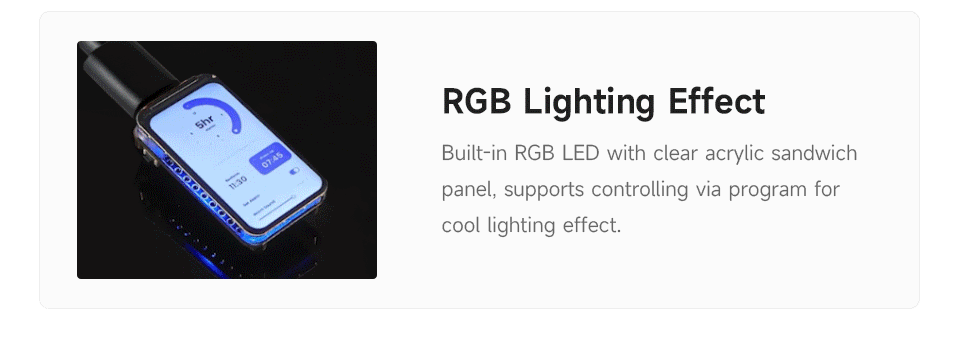 5hr
07:45
11:30
RGB Lighting Effect
Built-in RGB LED with clear acrylic sandwich
panel, supports controlling via program for
cool lighting effect.